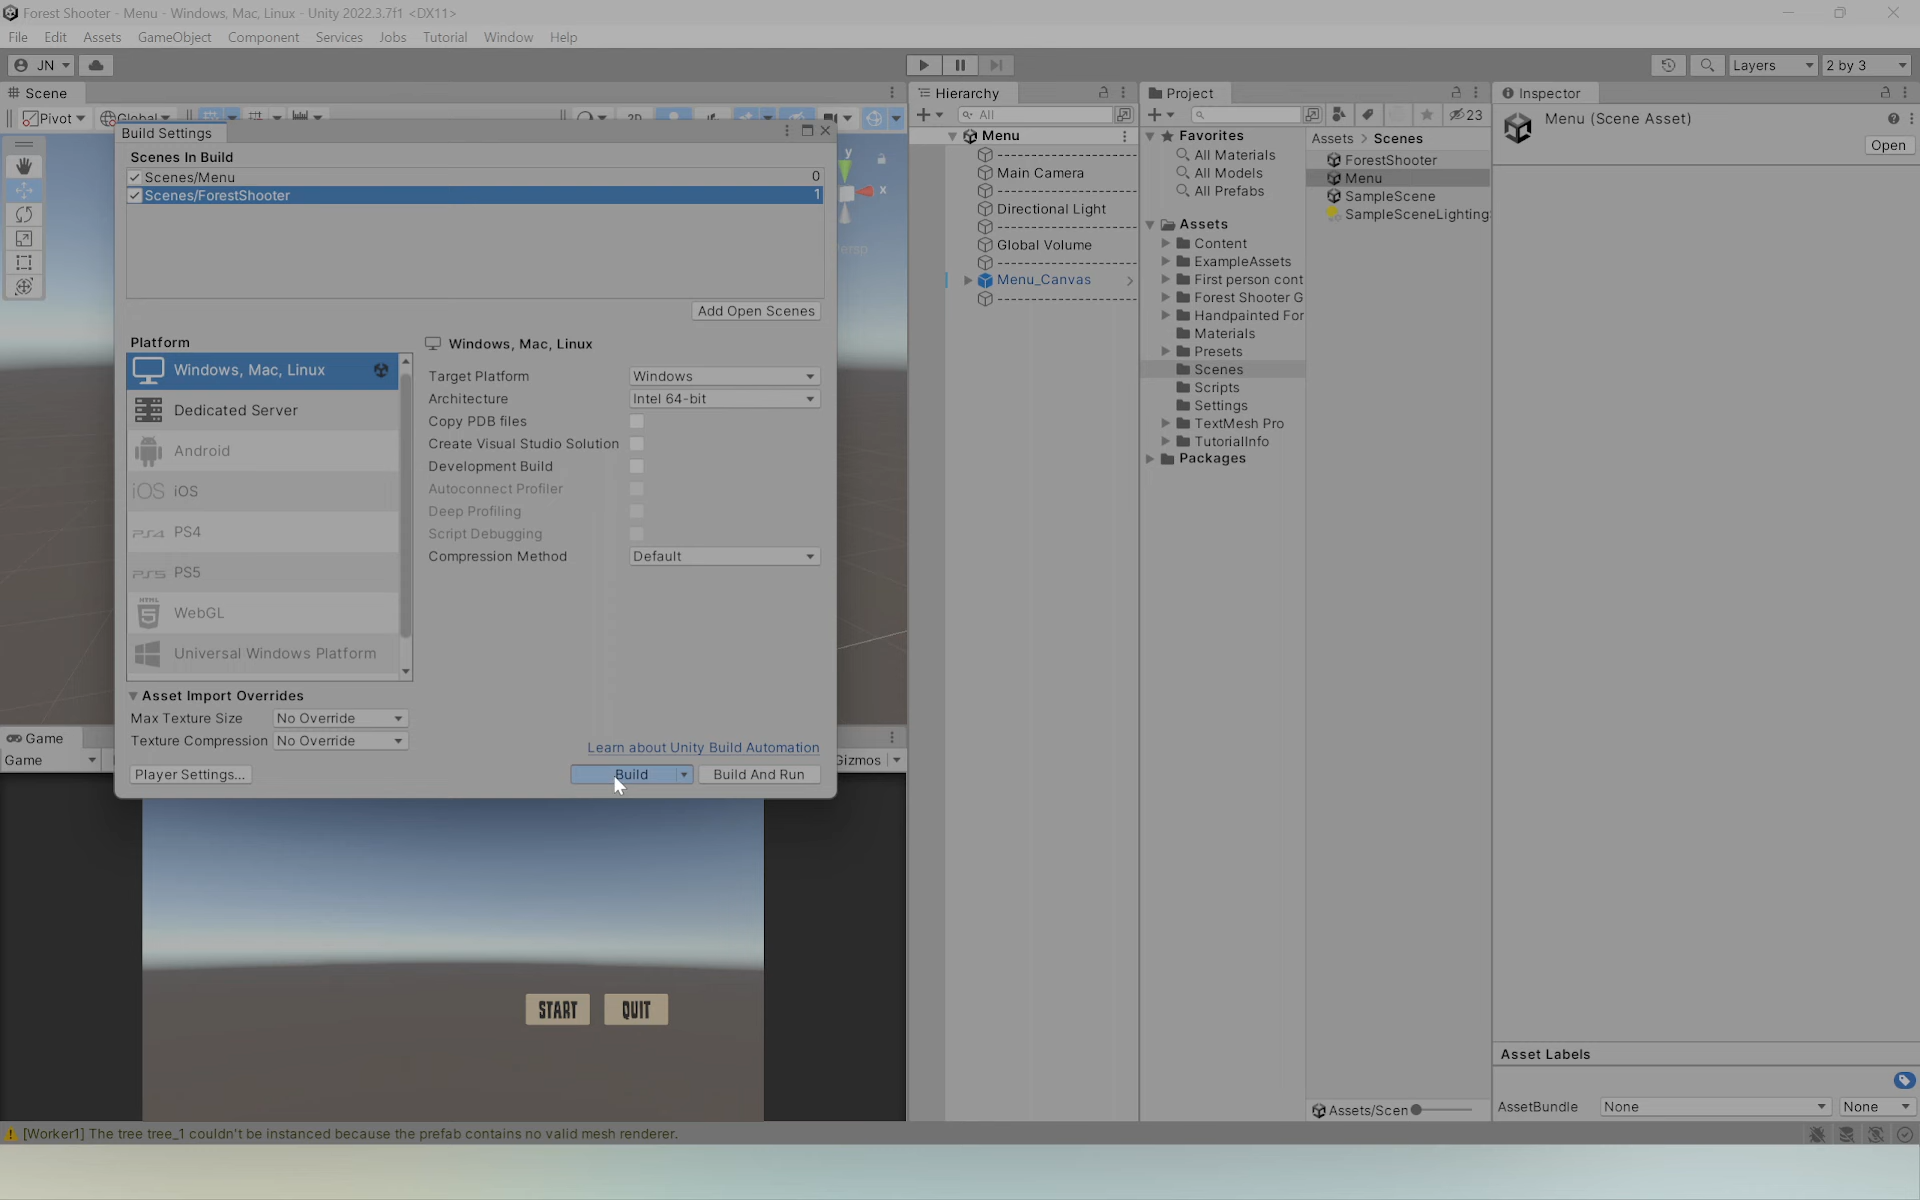 Forest Shooter - Menu - Windows, Mac, Linux - Unity 2022.3.7f1 <DX11>
File Edit Assets GameObject Component Services Jobs Tutorial Window Help
JN Layers 2 by 3
Scene
Pivot Global 2D
Build Settings
Scenes In Build
Scenes/Menu 0
Scenes/ForestShooter 1
Add Open Scenes
y
x
Platform
Windows, Mac, Linux
Dedicated Server
Android
iOS iOS
PS4 PS4
PS5 PS5
HTML 5 WebGL
Universal Windows Platform
Windows, Mac, Linux
Target Platform Windows
Architecture Intel 64-bit
Copy PDB files
Create Visual Studio Solution
Development Build
Autoconnect Profiler
Deep Profiling
Script Debugging
Compression Method Default
Asset Import Overrides
Max Texture Size No Override
Texture Compression No Override
Learn about Unity Build Automation
Player Settings... Build Build And Run
Game
Game Gizmos
START QUIT
Hierarchy
All
Menu
--------------------
Main Camera
--------------------
Directional Light
--------------------
Global Volume
--------------------
Menu_Canvas
--------------------
Project
23
Favorites
All Materials
All Models
All Prefabs
Assets
Content
ExampleAssets
First person cont
Forest Shooter G
Handpainted For
Materials
Presets
Scenes
Scripts
Settings
TextMesh Pro
TutorialInfo
Packages
Assets > Scenes
ForestShooter
Menu
SampleScene
SampleSceneLighting
Assets/Scen
Inspector
Menu (Scene Asset)
Open
Asset Labels
AssetBundle None None
[Worker1] The tree tree_1 couldn't be instanced because the prefab contains no valid mesh renderer.